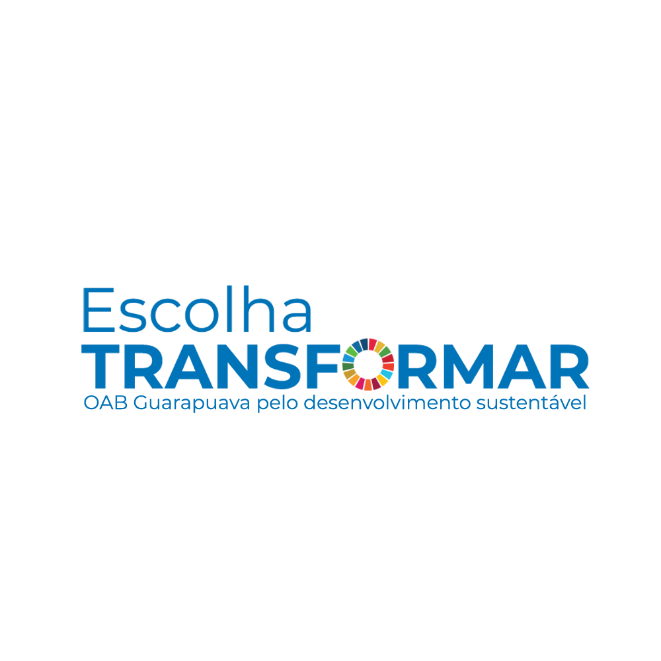 Escolha
TRANSFORMAR
OAB Guarapuava pelo desenvolvimento sustentável